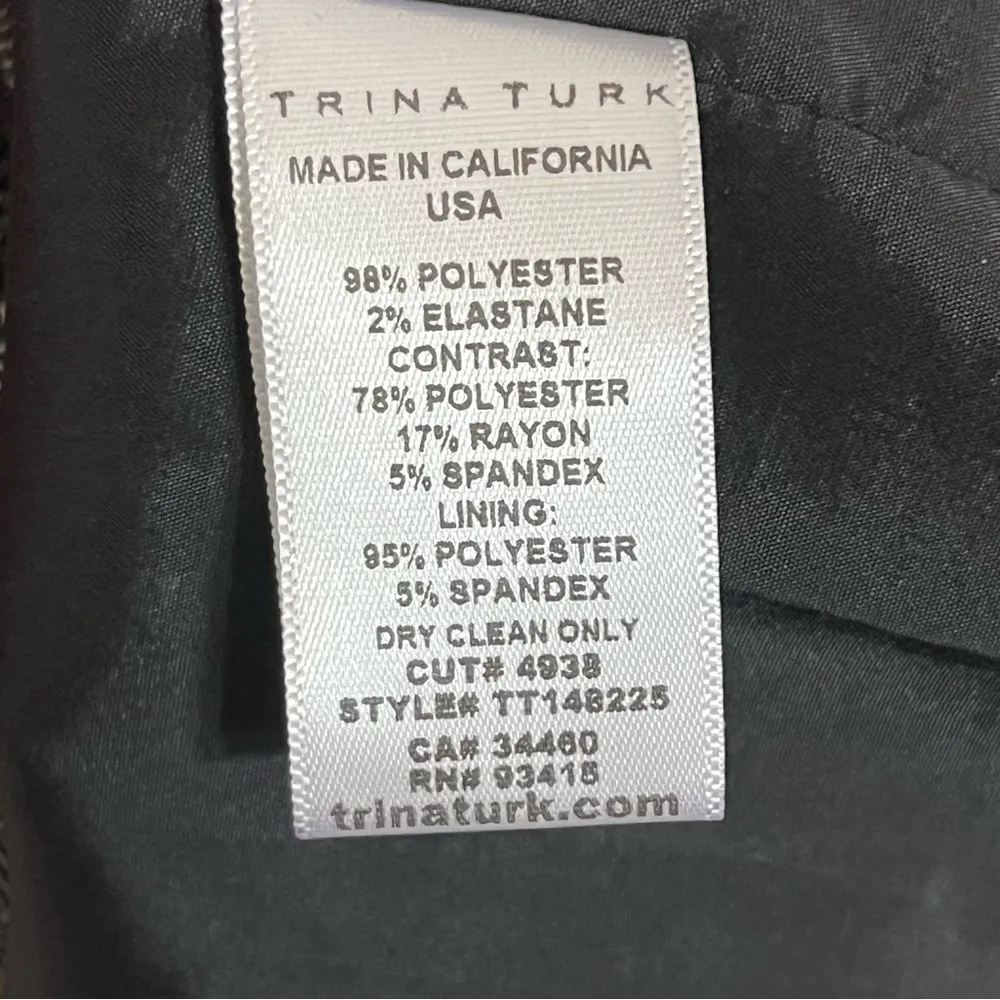 TRINA TURK
MADE IN CALIFORNIA
USA
98% POLYESTER
2% ELASTANE
CONTRAST:
78% POLYESTER
17% RAYON
5% SPANDEX
LINING:
95% POLYESTER
5% SPANDEX
DRY CLEAN ONLY
CUT# 4938
STYLE# TT148225
CA# 34460
RN# 93415
trinaturk.com